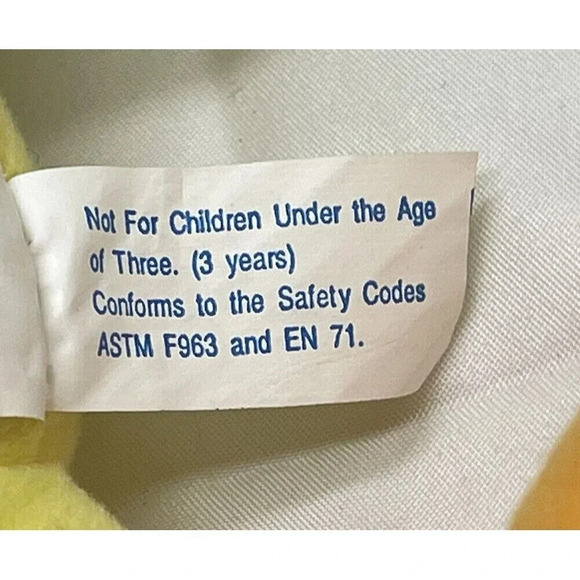 Not For Children Under the Age
of Three. (3 years)
Conforms to the Safety Codes
ASTM F963 and EN 71.